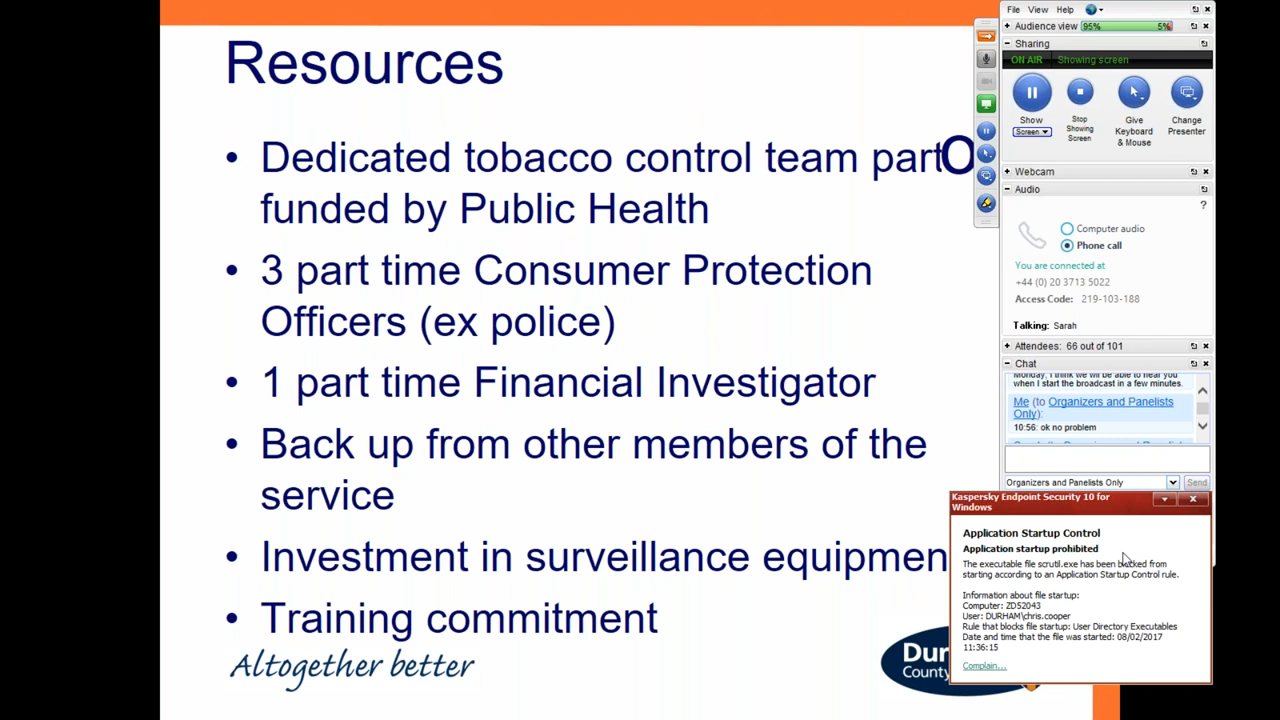 Resources
• Dedicated tobacco control team part
funded by Public Health
• 3 part time Consumer Protection
Officers (ex police)
• 1 part time Financial Investigator
• Back up from other members of the
service
• Investment in surveillance equipmen
• Training commitment
Altogether better
Dur
County
File View Help
Audience view 95% 5%
Sharing
ON AIR Showing screen
Show
Screen
Stop
Showing
Screen
Give
Keyboard
& Mouse
Change
Presenter
Webcam
Audio
?
Computer audio
Phone call
You are connected at
+44 (0) 20 3713 5022
Access Code: 219-103-188
Talking: Sarah
Attendees: 66 out of 101
Chat
Monday, I think we will be able to hear you
when I start the broadcast in a few minutes.
Me (to Organizers and Panelists
Only):
10:56: ok no problem
Organizers and Panelists Only
Send
Kaspersky Endpoint Security 10 for
Windows
Application Startup Control
Application startup prohibited
The executable file scrutil.exe has been blocked from
starting according to an Application Startup Control rule.
Information about file startup:
Computer: ZD52043
User: DURHAM\chris.cooper
Rule that blocks file startup: User Directory Executables
Date and time that the file was started: 08/02/2017
11:36:15
Complain...